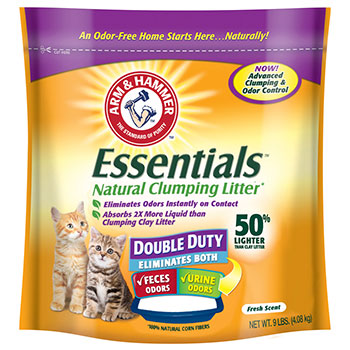 An Odor-Free Home Starts Here ...Naturally!
NOW!
Advanced
Clumping &
Odor Control
ARM & HAMMER
THE STANDARD OF PURITY
Essentials™
Natural Clumping Litter*
Eliminates Odors Instantly on Contact
Absorbs 2X More Liquid than
Clumping Clay Litter
50%
LIGHTER
THAN CLAY LITTER
DOUBLE DUTY
ELIMINATES BOTH
✓FECES
ODORS
✓URINE
ODORS
*100% NATURAL CORN FIBERS
Fresh Scent
NET WT. 9 LBS. (4.08 kg)